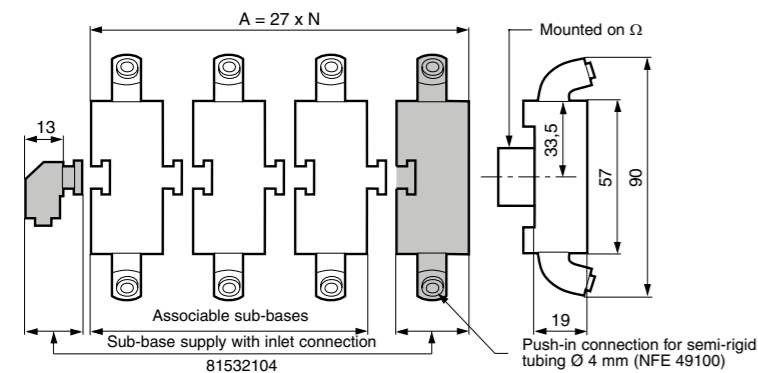 A = 27 x N
Mounted on Ω
13
33,5
57
90
19
Associable sub-bases
Sub-base supply with inlet connection
81532104
Push-in connection for semi-rigid
tubing Ø 4 mm (NFE 49100)